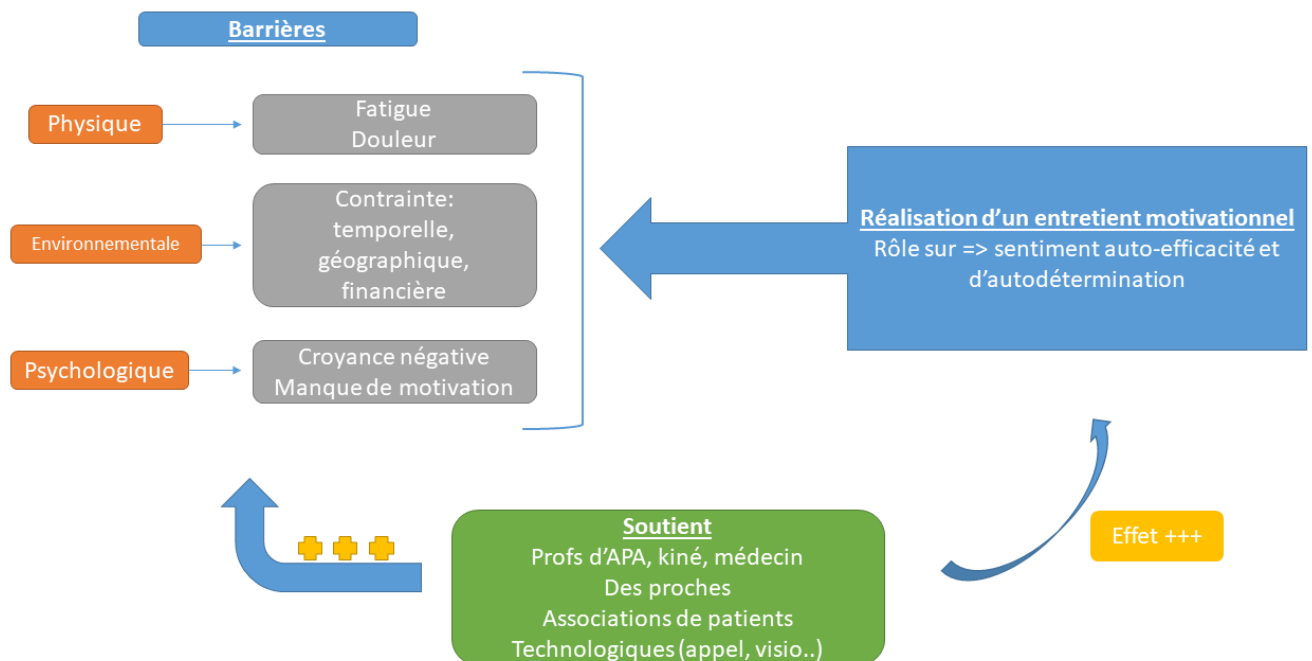 Barrières
Physique
Fatigue
Douleur
Environnementale
Contrainte:
temporelle,
géographique,
financière
Psychologique
Croyance négative
Manque de motivation
Réalisation d'un entretient motivationnel
Rôle sur => sentiment auto-efficacité et
d'autodétermination
Soutient
Profs d'APA, kiné, médecin
Des proches
Associations de patients
Technologiques (appel, visio..)
Effet +++